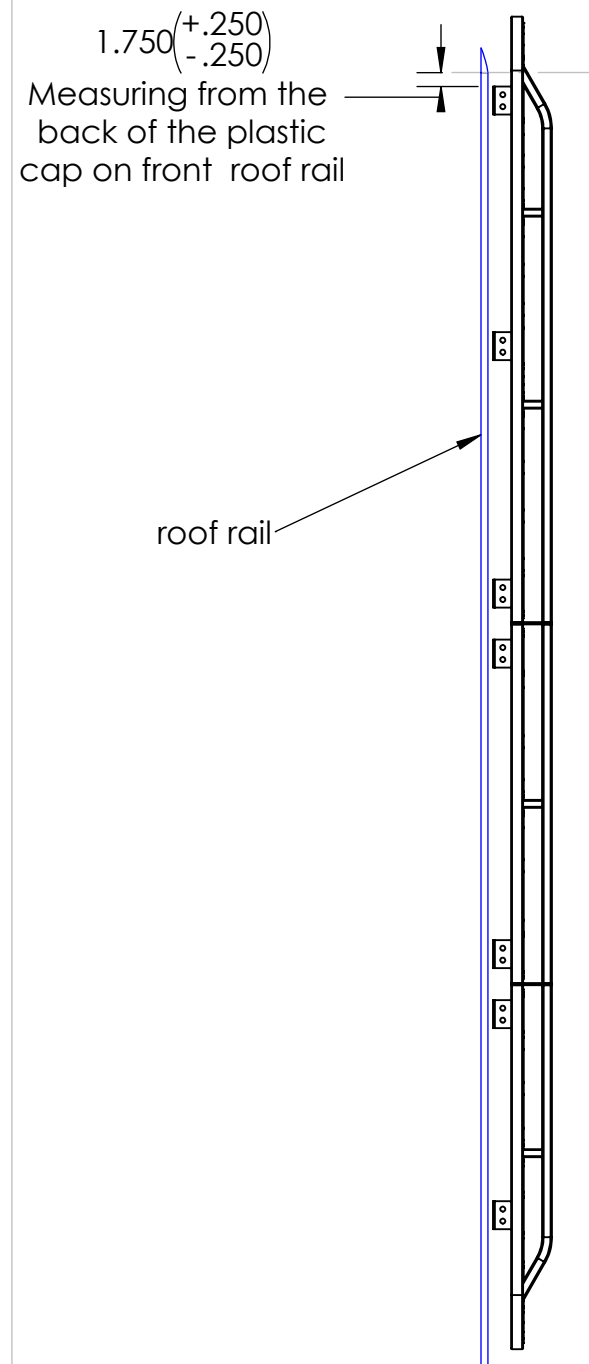 1.750(+.250
-.250)
Measuring from the
back of the plastic
cap on front roof rail
roof rail